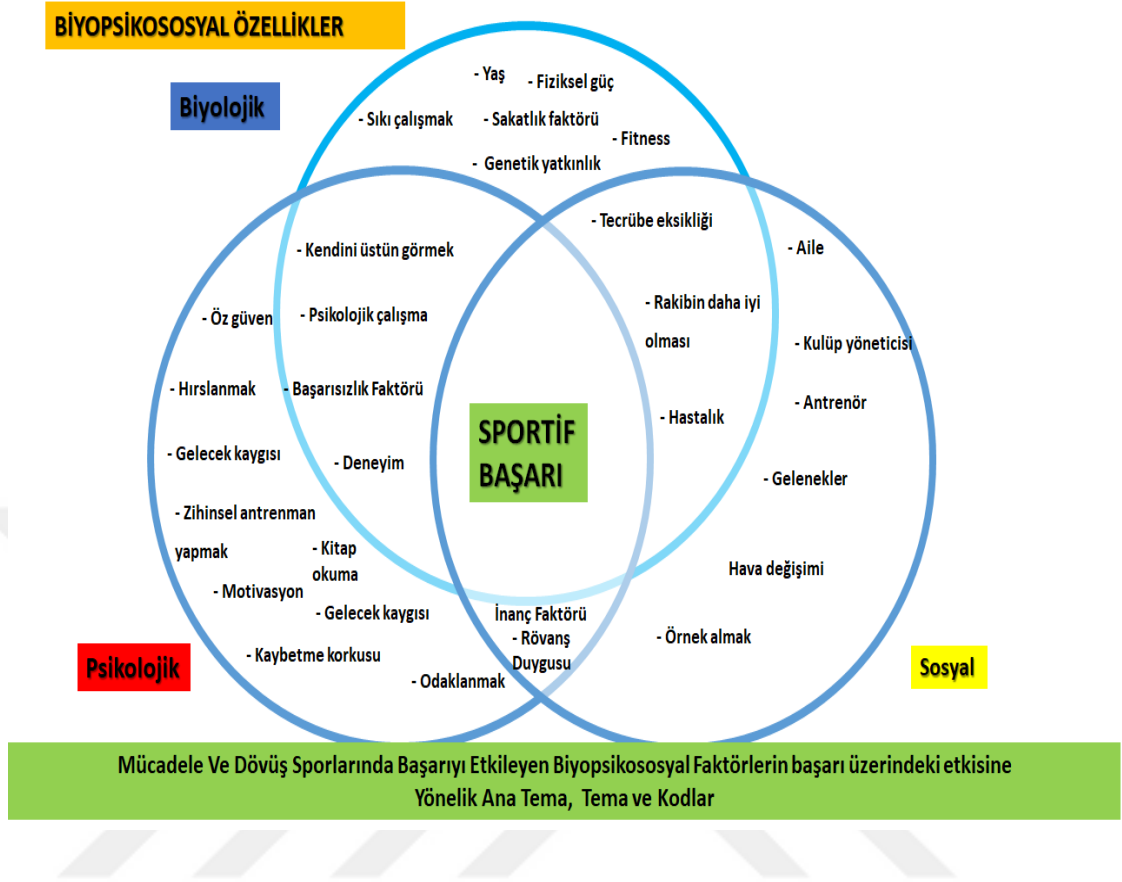 BİYOPSİKOSOSYAL ÖZELLİKLER
Biyolojik
- Yaş
- Fiziksel güç
- Sıkı çalışmak
- Sakatlık faktörü
- Fitness
- Genetik yatkınlık
- Tecrübe eksikliği
- Kendini üstün görmek
- Aile
- Rakibin daha iyi
olması
- Öz güven
- Psikolojik çalışma
- Kulüp yöneticisi
- Hırslanmak
- Başarısızlık Faktörü
- Antrenör
- Hastalık
SPORTİF
BAŞARI
- Gelecek kaygısı
- Deneyim
- Gelenekler
- Zihinsel antrenman
yapmak
- Kitap
okuma
Hava değişimi
- Motivasyon
- Gelecek kaygısı
İnanç Faktörü
- Rövanş
Duygusu
- Örnek almak
- Kaybetme korkusu
- Odaklanmak
Psikolojik
Sosyal
Mücadele Ve Dövüş Sporlarında Başarıyı Etkileyen Biyopsikososyal Faktörlerin başarı üzerindeki etkisine
Yönelik Ana Tema, Tema ve Kodlar